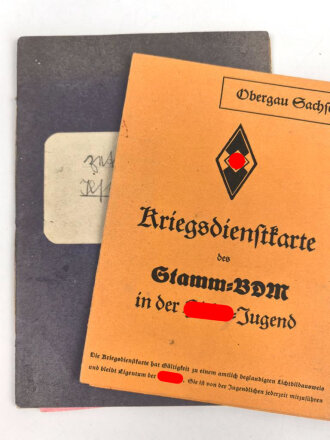 Obergau Sachs
Kriegsdienstkarte
des
Stamm=BDM
in der -Jugend
Die Kriegsdienstkarte hat Gültigkeit zu einem amtlich beglaubigten Lichtbildausweis
und bleibt Eigentum der . Sie ist von der Jugendlichen jederzeit mitzuführen